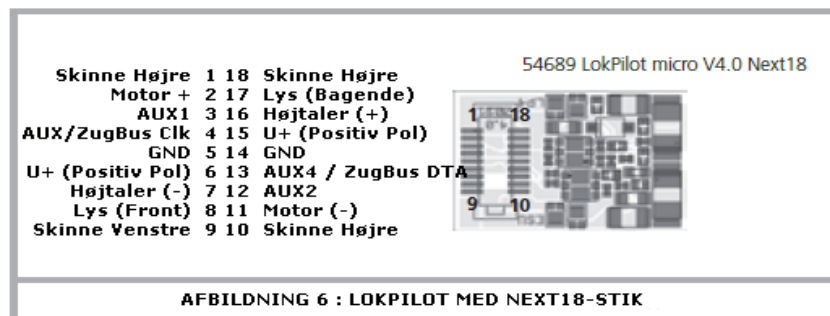 54689 LokPilot micro V4.0 Next18
Skinne Højre 1 18 Skinne Højre
Motor + 2 17 Lys (Bagende)
AUX1 3 16 Højtaler (+)
AUX/ZugBus Clk 4 15 U+ (Positiv Pol)
GND 5 14 GND
U+ (Positiv Pol) 6 13 AUX4 / ZugBus DTA
Højtaler (-) 7 12 AUX2
Lys (Front) 8 11 Motor (-)
Skinne Venstre 9 10 Skinne Højre
1 18
9 10
AFBILDNING 6 : LOKPILOT MED NEXT18-STIK